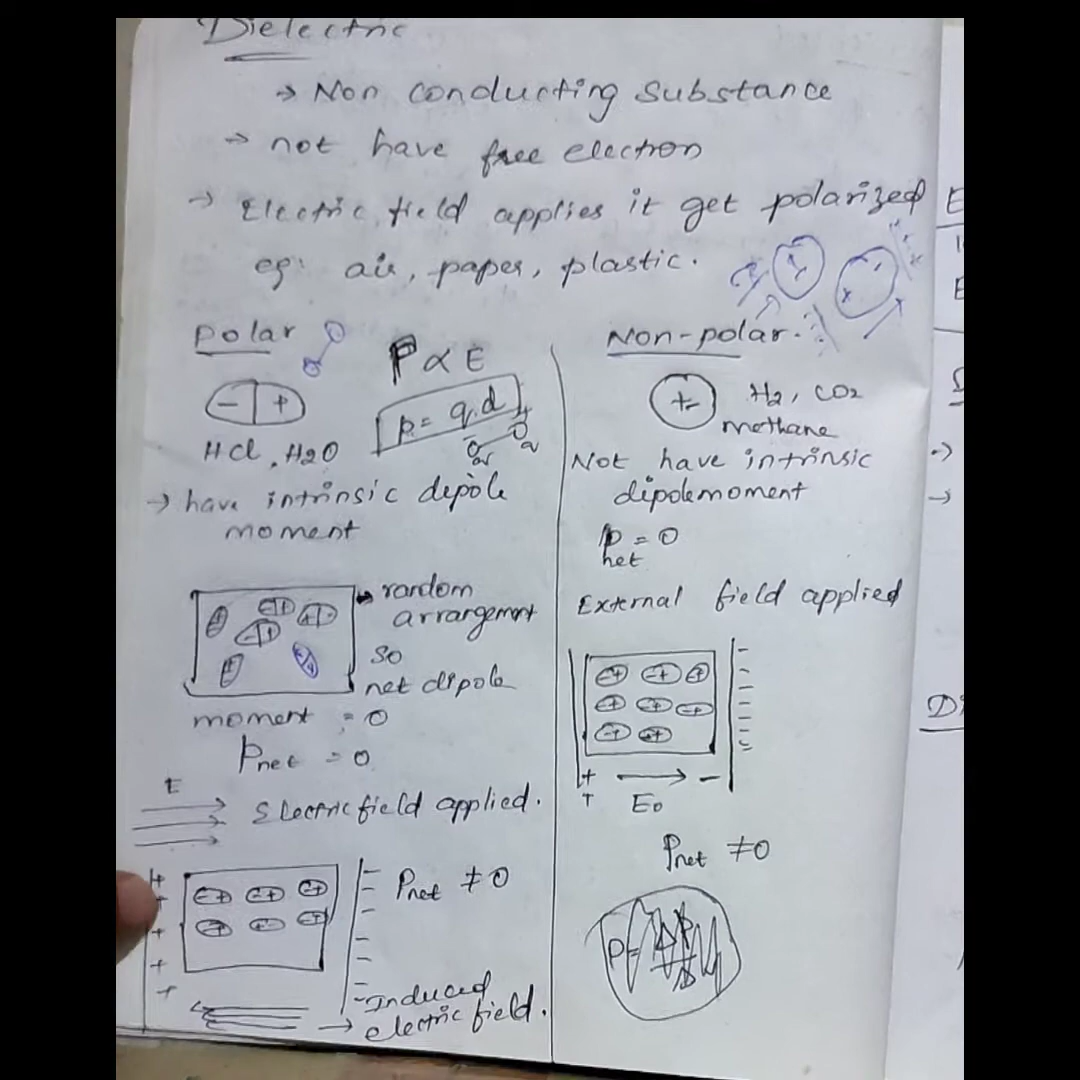 Dielectric
→ Non conducting substance
→ not have free electron
→ Electric field applies it get polarized
eg: air, paper, plastic.
Polar
P ∝ E
- +
p = q.d
HCl, H2O
→ have intrinsic depole
moment
→ random
arrangement
so
net dipole
moment = 0
Pnet = 0
E
Electric field applied.
Pnet ≠ 0
Induced
→ electric field.
Non-polar.
+- H2, CO2
methane
Not have intrinsic
dipolemoment
p = 0
net
External field applied
+ → -
+ E0
Pnet ≠ 0
E
E